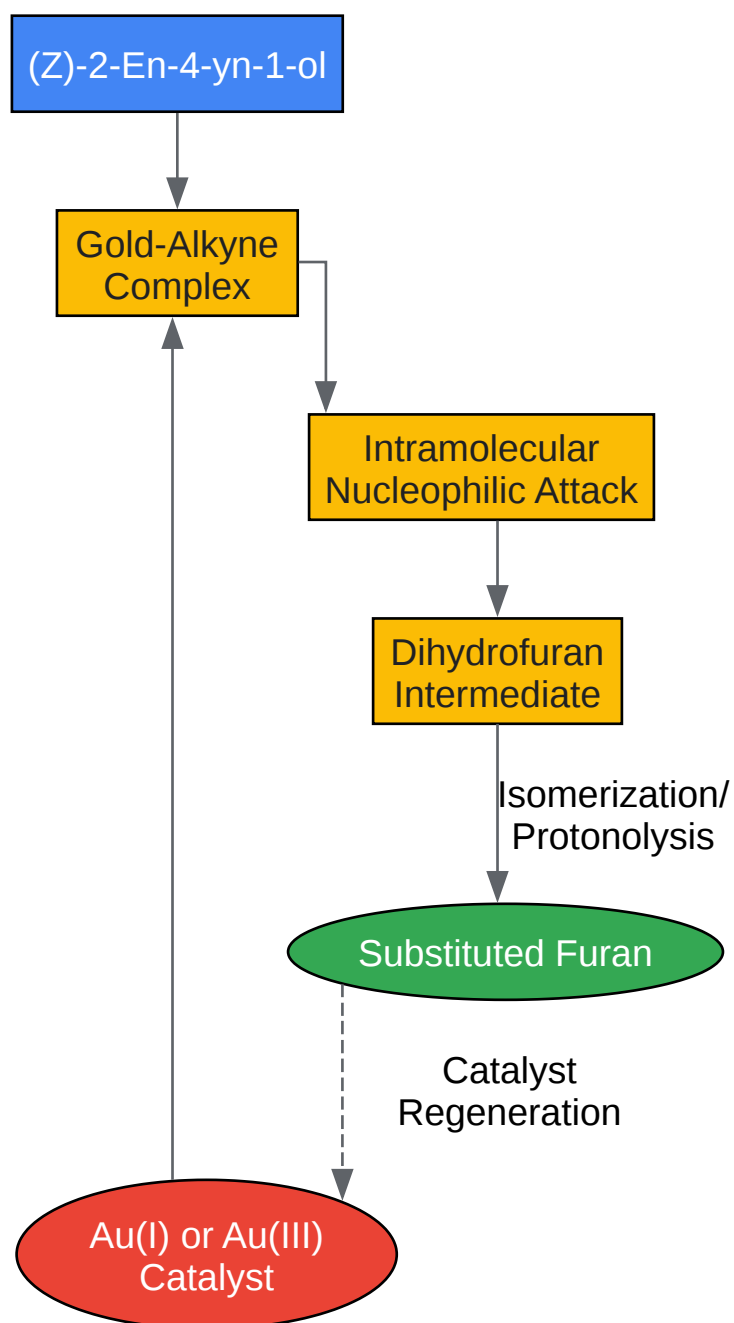 (Z)-2-En-4-yn-1-ol
Gold-Alkyne
Complex
Intramolecular
Nucleophilic Attack
Dihydrofuran
Intermediate
Isomerization/
Protonolysis
Substituted Furan
Catalyst
Regeneration
Au(I) or Au(III)
Catalyst